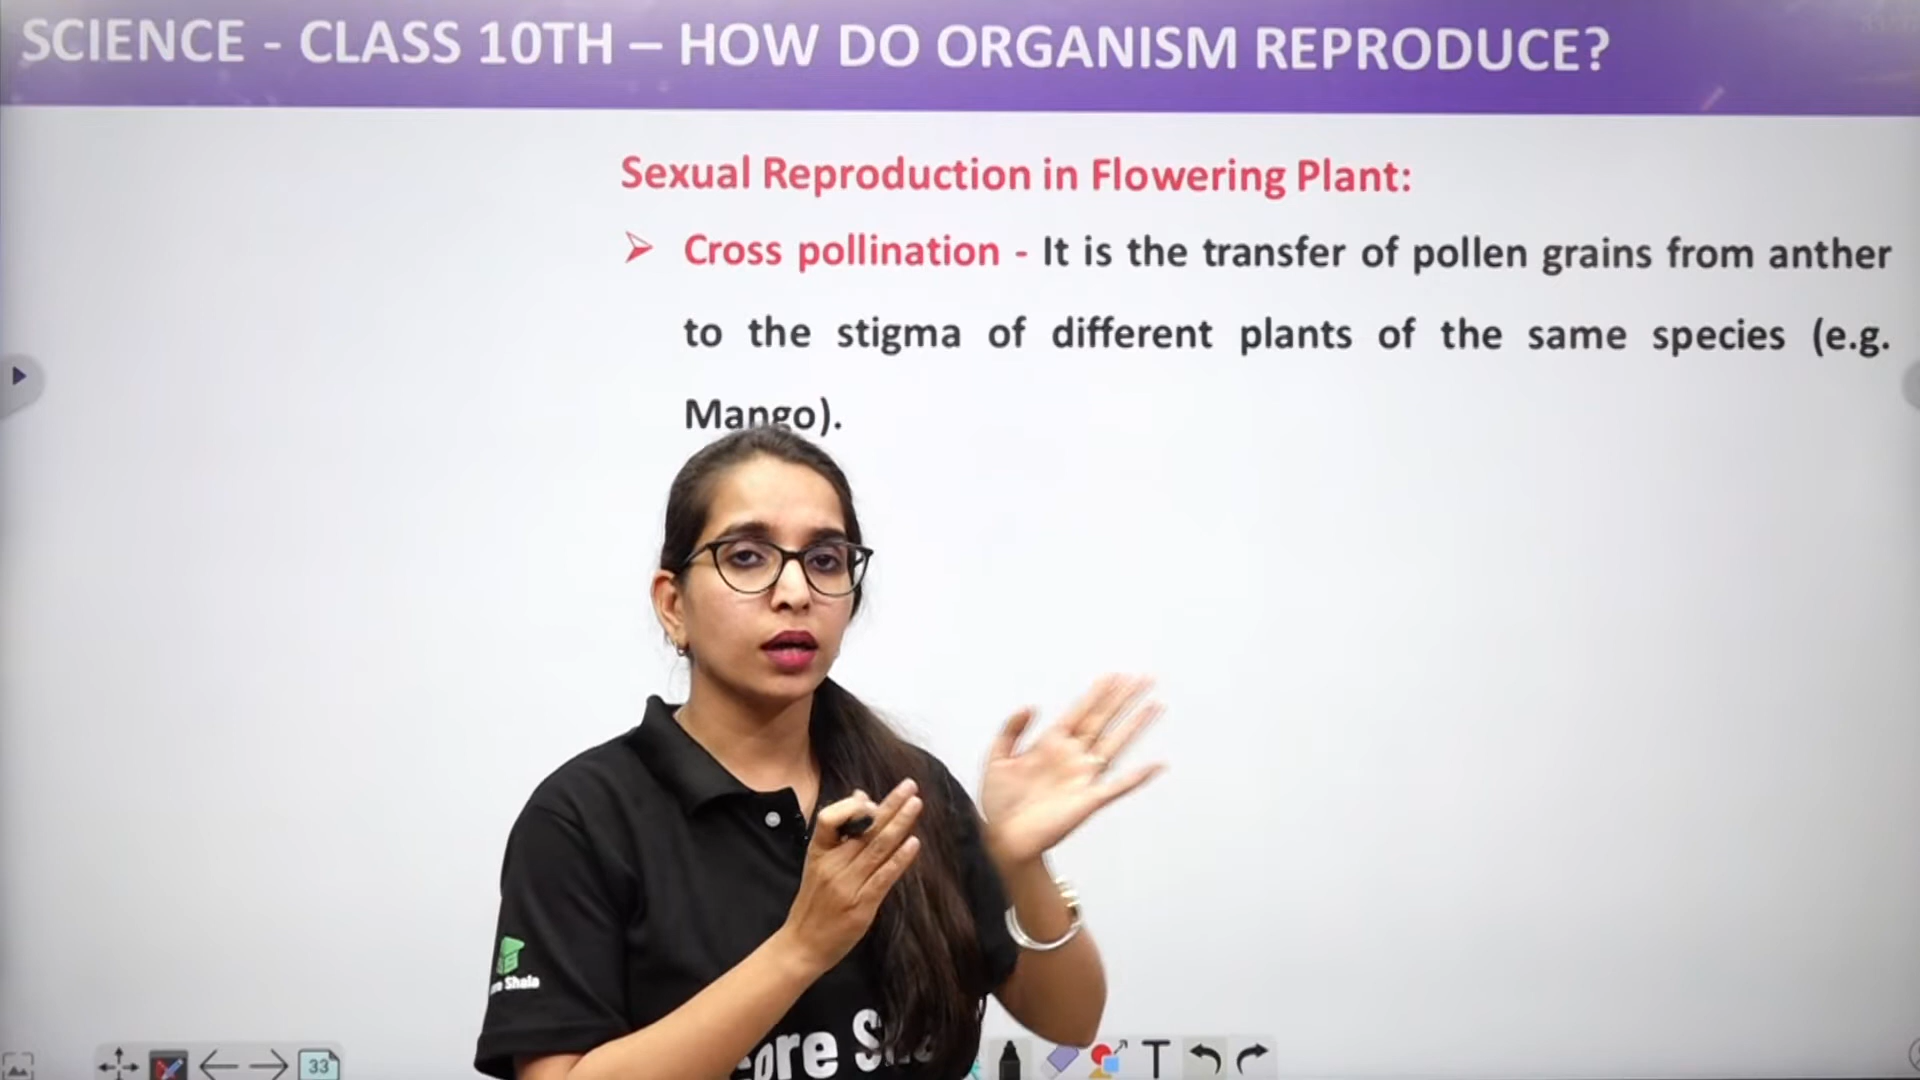 SCIENCE - CLASS 10TH – HOW DO ORGANISM REPRODUCE?
Sexual Reproduction in Flowering Plant:
➢ Cross pollination - It is the transfer of pollen grains from anther
to the stigma of different plants of the same species (e.g.
Mango).
Shala
33 T